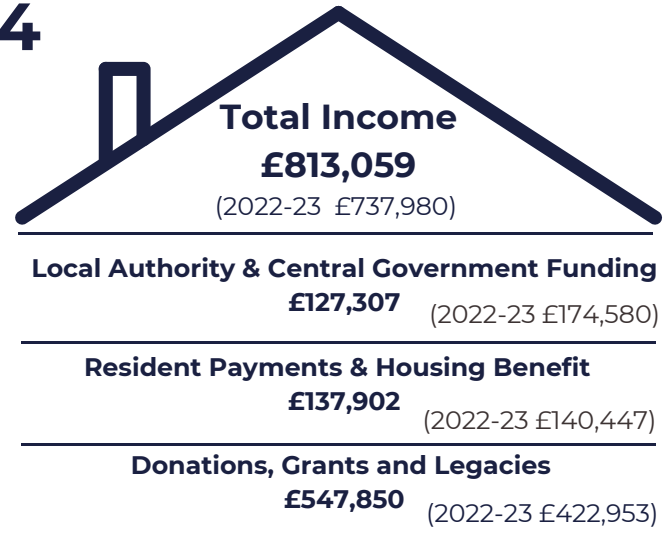 4
Total Income
£813,059
(2022-23 £737,980)
Local Authority & Central Government Funding
£127,307 (2022-23 £174,580)
Resident Payments & Housing Benefit
£137,902 (2022-23 £140,447)
Donations, Grants and Legacies
£547,850 (2022-23 £422,953)